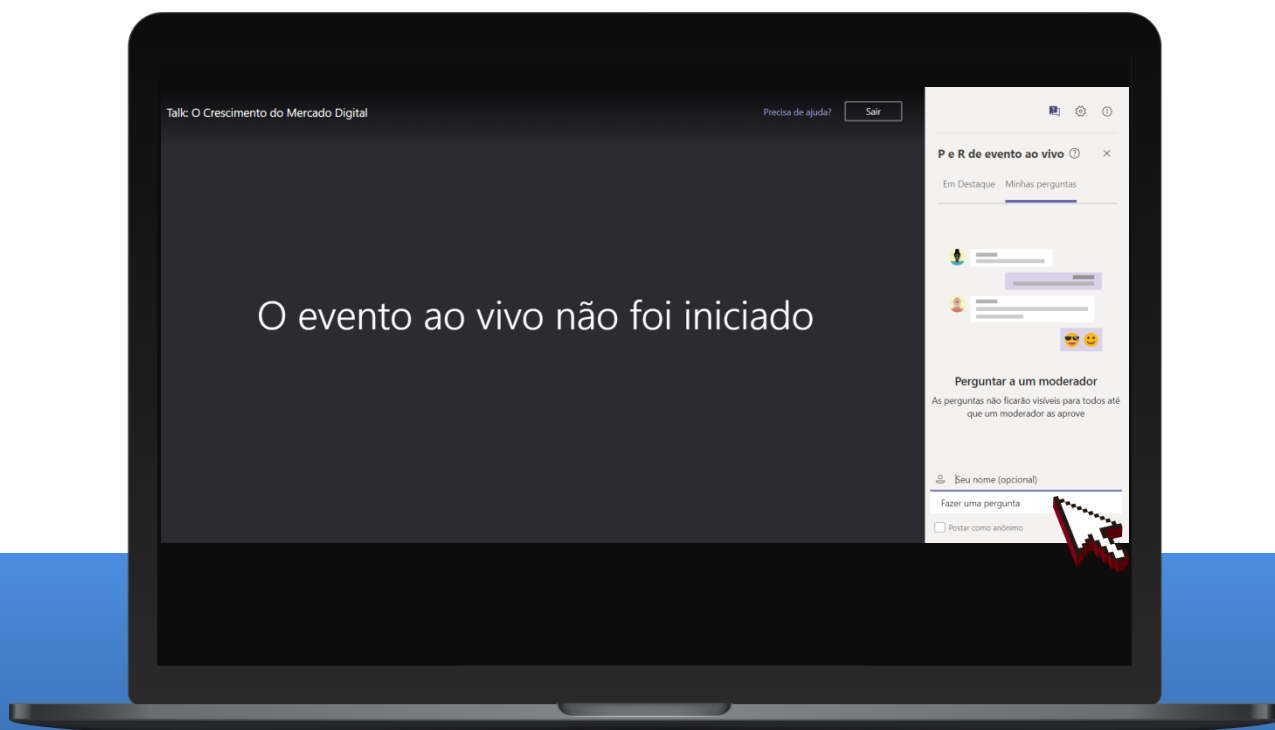 Talk: O Crescimento do Mercado Digital
Precisa de ajuda?
Sair
O evento ao vivo não foi iniciado
P e R de evento ao vivo
Em Destaque
Minhas perguntas
Perguntar a um moderador
As perguntas não ficarão visíveis para todos até
que um moderador as aprove
Seu nome (opcional)
Fazer uma pergunta
Postar como anônimo